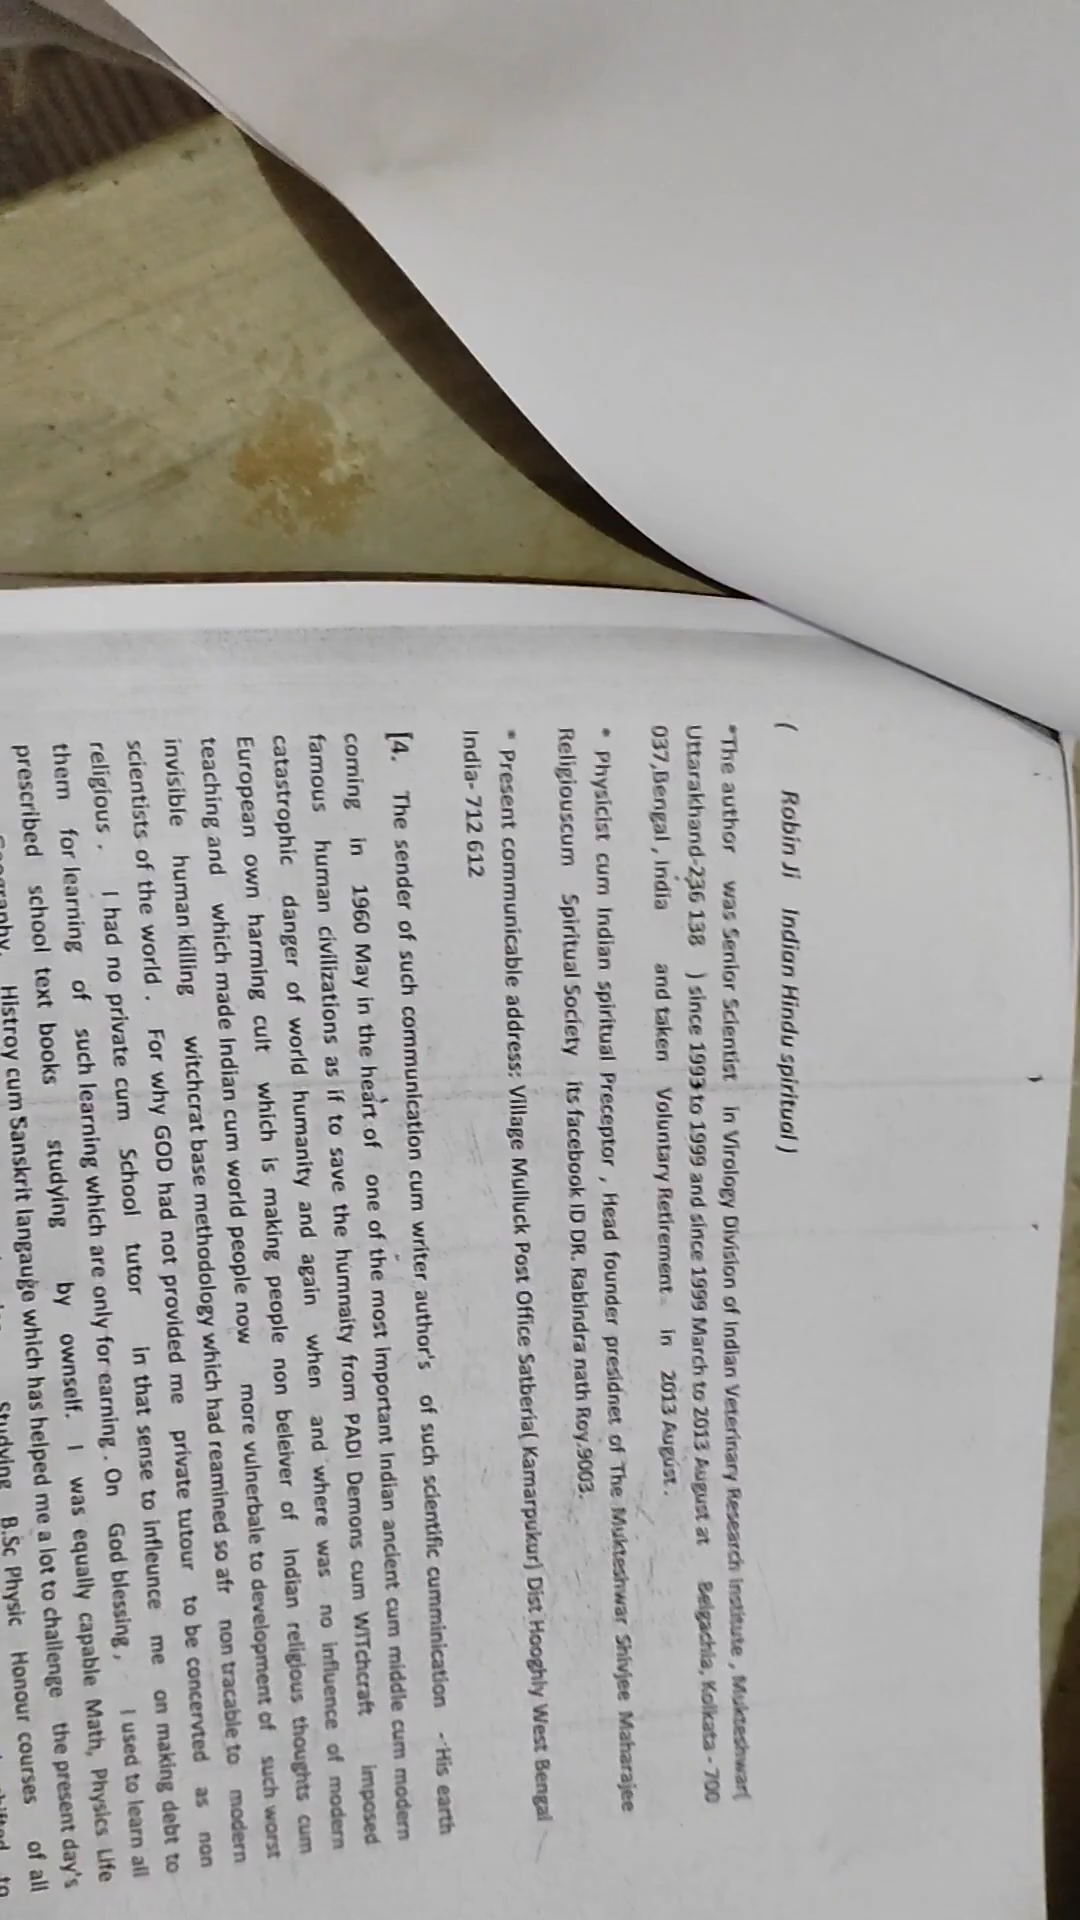 ( Robin Ji Indian Hindu spiritual )
*The author was Senior Scientist in Virology Division of Indian Veterinary Research Institute , Mukteshwar(
Uttarakhand-236 138 ) since 1993 to 1999 and since 1999 March to 2013 August at Belgachia, Kolkata - 700
037,Bengal , India and taken Voluntary Retirement in 2013 August .
* Physicist cum Indian spiritual Preceptor , Head founder presidnet of The Mukteshwar Shivjee Maharajee
Religiouscum Spiritual Society its facebook ID DR. Rabindra nath Roy.9003.
* Present communicable address: Village Mulluck Post Office Satberia( Kamarpukur) Dist Hooghly West Bengal
India- 712 612
[4. The sender of such communication cum writer author's of such scientific cumminication - His earth
coming in 1960 May in the heart of one of the most important Indian ancient cum middle cum modern
famous human civilizations as if to save the humnaity from PADI Demons cum WITchcraft imposed
catastrophic danger of world humanity and again when and where was no influence of modern
European own harming cult which is making people non beleiver of Indian religious thoughts cum
teaching and which made Indian cum world people now more vulnerbale to development of such worst
invisible human killing witchcrat base methodology which had reamined so afr non tracable to modern
scientists of the world . For why GOD had not provided me private tutour to be concervted as non
religious . I had no private cum School tutor in that sense to infleunce me on making debt to
them for learning of such learning which are only for earning . On God blessing , I used to learn all
prescribed school text books studying by ownself. I was equally capable Math, Physics Life
Histroy cum Sanskrit langauge which has helped me a lot to challenge the present day's
Studying B.Sc Physic Honour courses of all